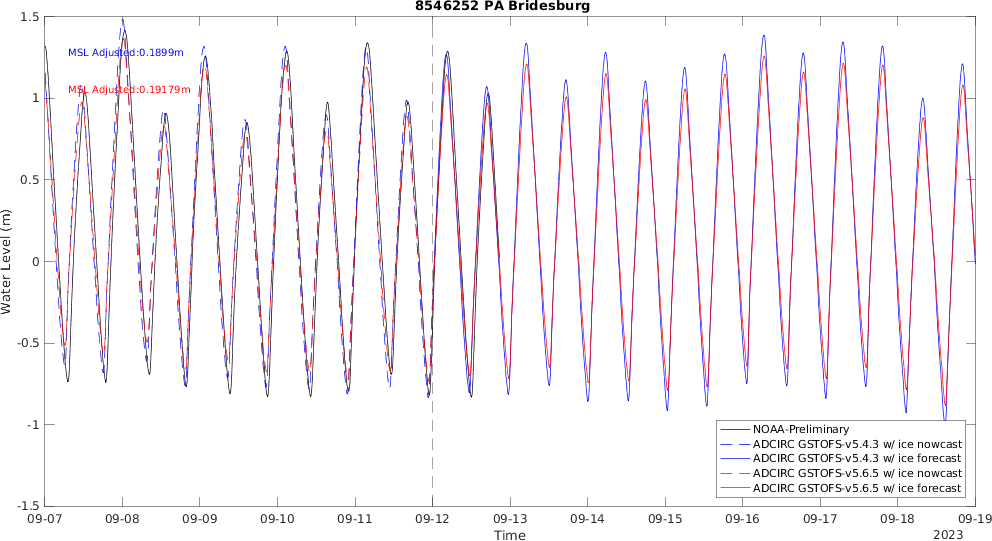 8546252 PA Bridesburg
MSL Adjusted:0.1899m
MSL Adjusted:0.19179m
Water Level (m)
1.5
1
0.5
0
-0.5
-1
-1.5
NOAA-Preliminary
ADCIRC GSTOFS-v5.4.3 w/ ice nowcast
ADCIRC GSTOFS-v5.4.3 w/ ice forecast
ADCIRC GSTOFS-v5.6.5 w/ ice nowcast
ADCIRC GSTOFS-v5.6.5 w/ ice forecast
09-07 09-08 09-09 09-10 09-11 09-12 09-13 09-14 09-15 09-16 09-17 09-18 09-19
Time
2023